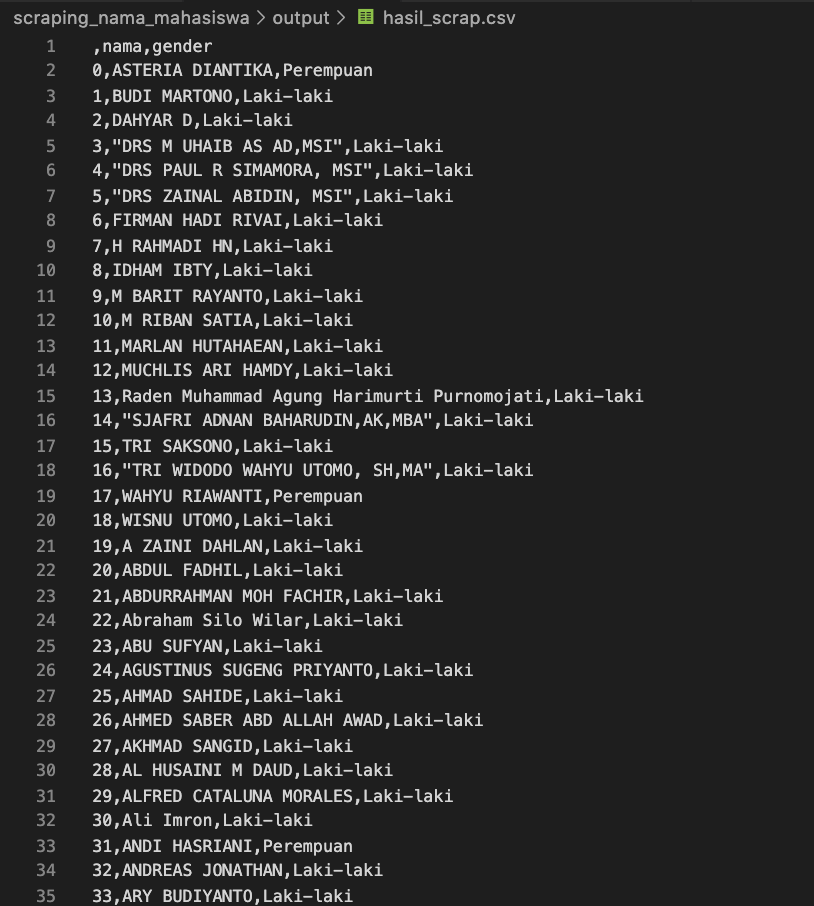 scraping_nama_mahasiswa > output > hasil_scrap.csv
1 ,nama,gender
2 0,ASTERIA DIANTIKA,Perempuan
3 1,BUDI MARTONO,Laki-laki
4 2,DAHYAR D,Laki-laki
5 3,"DRS M UHAIB AS AD,MSI",Laki-laki
6 4,"DRS PAUL R SIMAMORA, MSI",Laki-laki
7 5,"DRS ZAINAL ABIDIN, MSI",Laki-laki
8 6,FIRMAN HADI RIVAI,Laki-laki
9 7,H RAHMADI HN,Laki-laki
10 8,IDHAM IBTY,Laki-laki
11 9,M BARIT RAYANTO,Laki-laki
12 10,M RIBAN SATIA,Laki-laki
13 11,MARLAN HUTAHAEAN,Laki-laki
14 12,MUCHLIS ARI HAMDY,Laki-laki
15 13,Raden Muhammad Agung Harimurti Purnomojati,Laki-laki
16 14,"SJAFRI ADNAN BAHARUDIN,AK,MBA",Laki-laki
17 15,TRI SAKSONO,Laki-laki
18 16,"TRI WIDODO WAHYU UTOMO, SH,MA",Laki-laki
19 17,WAHYU RIAWANTI,Perempuan
20 18,WISNU UTOMO,Laki-laki
21 19,A ZAINI DAHLAN,Laki-laki
22 20,ABDUL FADHIL,Laki-laki
23 21,ABDURRAHMAN MOH FACHIR,Laki-laki
24 22,Abraham Silo Wilar,Laki-laki
25 23,ABU SUFYAN,Laki-laki
26 24,AGUSTINUS SUGENG PRIYANTO,Laki-laki
27 25,AHMAD SAHIDE,Laki-laki
28 26,AHMED SABER ABD ALLAH AWAD,Laki-laki
29 27,AKHMAD SANGID,Laki-laki
30 28,AL HUSAINI M DAUD,Laki-laki
31 29,ALFRED CATALUNA MORALES,Laki-laki
32 30,Ali Imron,Laki-laki
33 31,ANDI HASRIANI,Perempuan
34 32,ANDREAS JONATHAN,Laki-laki
35 33,ARY BUDIYANTO,Laki-laki